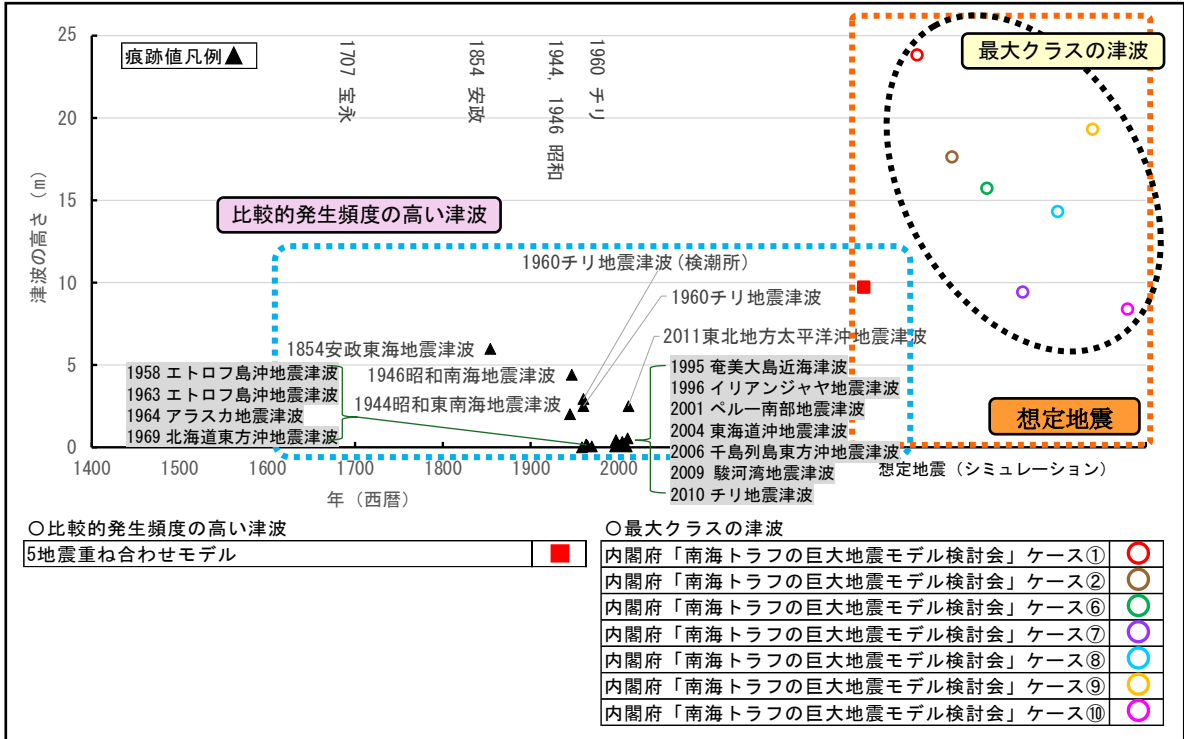 25
20
15
10
5
0
津波の高さ（m）
痕跡値凡例▲
1707 宝永
1854 安政
1944, 1946 昭和
1960 チリ
最大クラスの津波
比較的発生頻度の高い津波
1960チリ地震津波(検潮所)
1960チリ地震津波
2011東北地方太平洋沖地震津波
1854安政東海地震津波
1946昭和南海地震津波
1944昭和東南海地震津波
1958 エトロフ島沖地震津波
1963 エトロフ島沖地震津波
1964 アラスカ地震津波
1969 北海道東方沖地震津波
1995 奄美大島近海津波
1996 イリアンジャヤ地震津波
2001 ペルー南部地震津波
2004 東海道沖地震津波
2006 千島列島東方沖地震津波
2009 駿河湾地震津波
2010 チリ地震津波
想定地震
1400
1500
1600
1700
1800
1900
2000
想定地震（シミュレーション）
年（西暦）
○比較的発生頻度の高い津波
5地震重ね合わせモデル
○最大クラスの津波
内閣府「南海トラフの巨大地震モデル検討会」ケース①
内閣府「南海トラフの巨大地震モデル検討会」ケース②
内閣府「南海トラフの巨大地震モデル検討会」ケース⑥
内閣府「南海トラフの巨大地震モデル検討会」ケース⑦
内閣府「南海トラフの巨大地震モデル検討会」ケース⑧
内閣府「南海トラフの巨大地震モデル検討会」ケース⑨
内閣府「南海トラフの巨大地震モデル検討会」ケース⑩